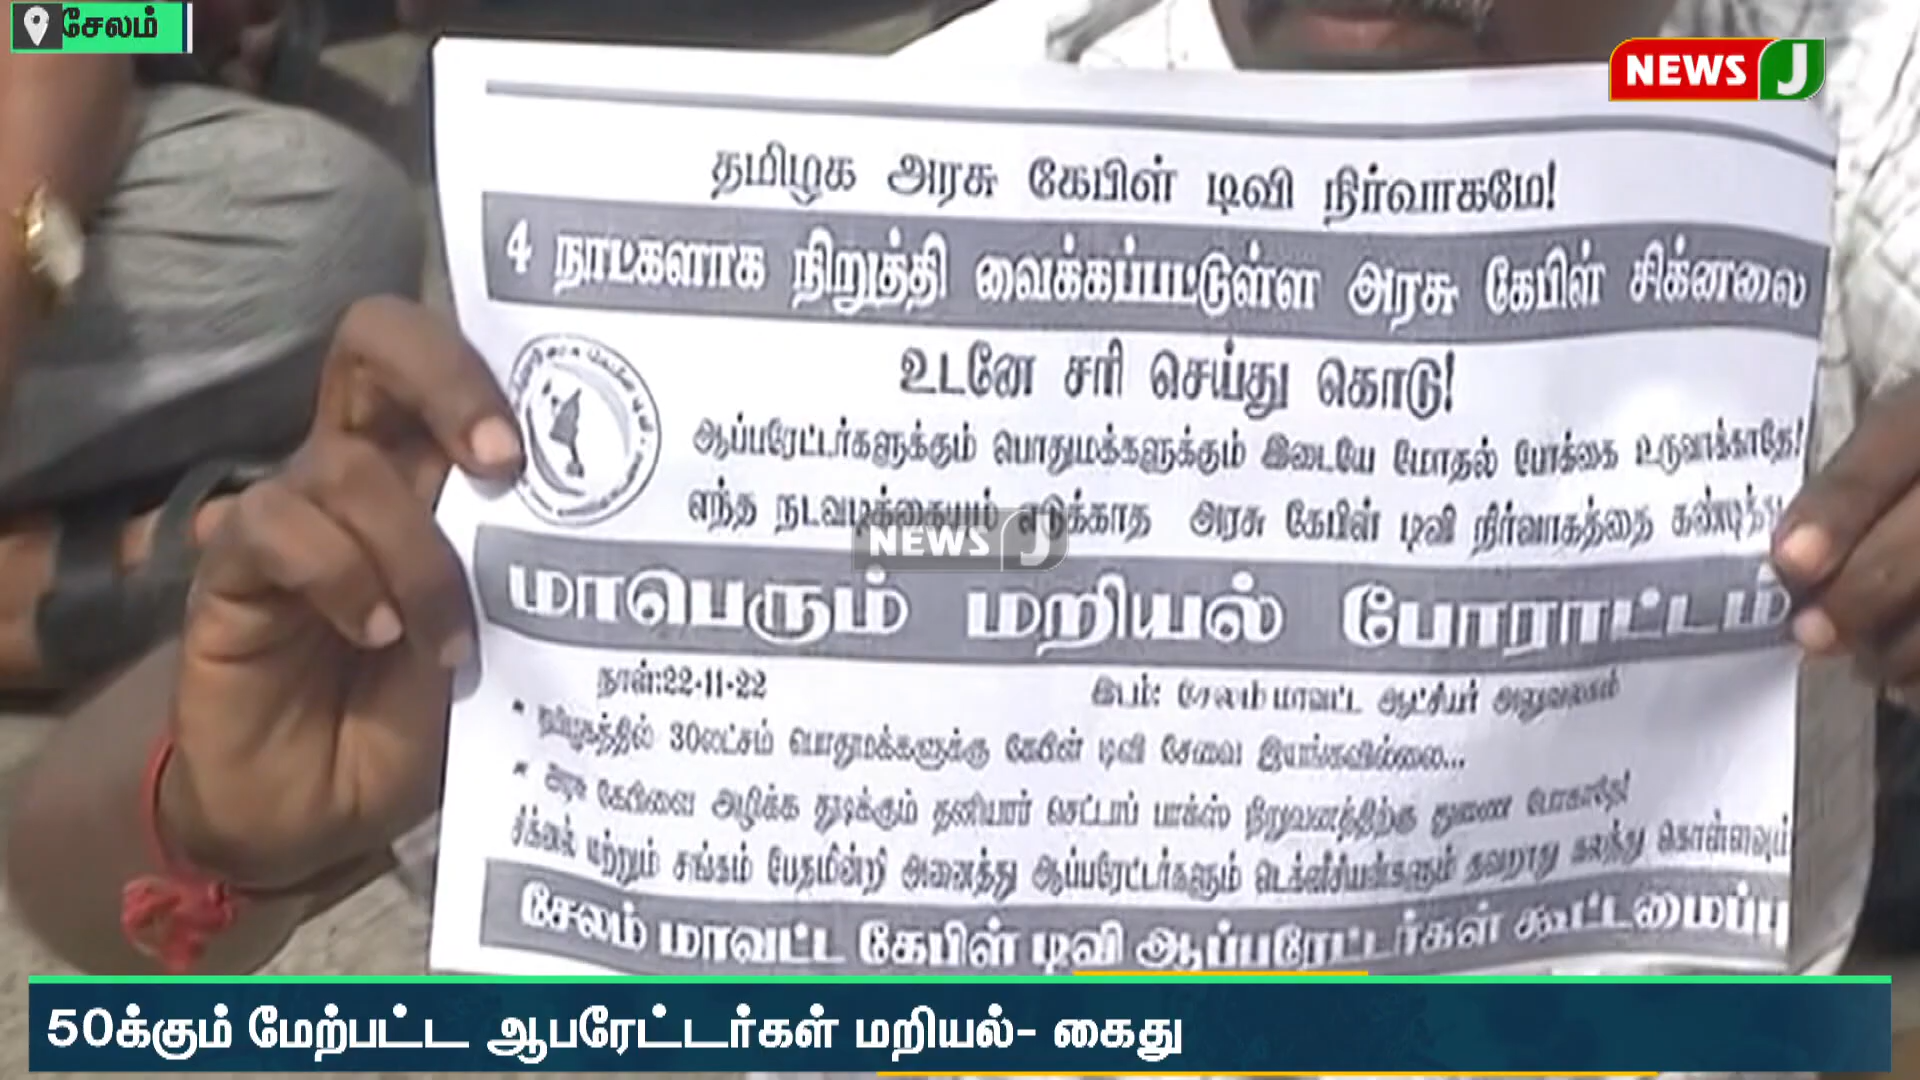 சேலம்
NEWS J
தமிழக அரசு கேபிள் டிவி நிர்வாகமே!
4 நாட்களாக நிறுத்தி வைக்கப்பட்டுள்ள அரசு கேபிள் சிக்னலை
உடனே சரி செய்து கொடு!
ஆப்பரேட்டர்களுக்கும் பொதுமக்களுக்கும் இடையே மோதல் போக்கை உருவாக்காதே!
எந்த நடவடிக்கையும் எடுக்காத அரசு கேபிள் டிவி நிர்வாகத்தை கண்டித்து
NEWS J
மாபெரும் மறியல் போராட்டம்
நாள்:22-11-22 இடம்: சேலம் மாவட்ட ஆட்சியர் அலுவலகம்
* தமிழகத்தில் 30லட்சம் பொதுமக்களுக்கு கேபிள் டிவி சேவை இயங்கவில்லை...
* அரசு கேபிளை அழிக்க துடிக்கும் தனியார் செட்டாப் பாக்ஸ் நிறுவனத்திற்கு துணை போகாதே!
சிக்னல் மற்றும் சங்கம் பேதமின்றி அனைத்து ஆப்பரேட்டர்களும் டெக்னீசியன்களும் தவறாது கலந்து கொள்ளவும்
சேலம் மாவட்ட கேபிள் டிவி ஆப்பரேட்டர்கள் கூட்டமைப்பு
50க்கும் மேற்பட்ட ஆபரேட்டர்கள் மறியல்- கைது